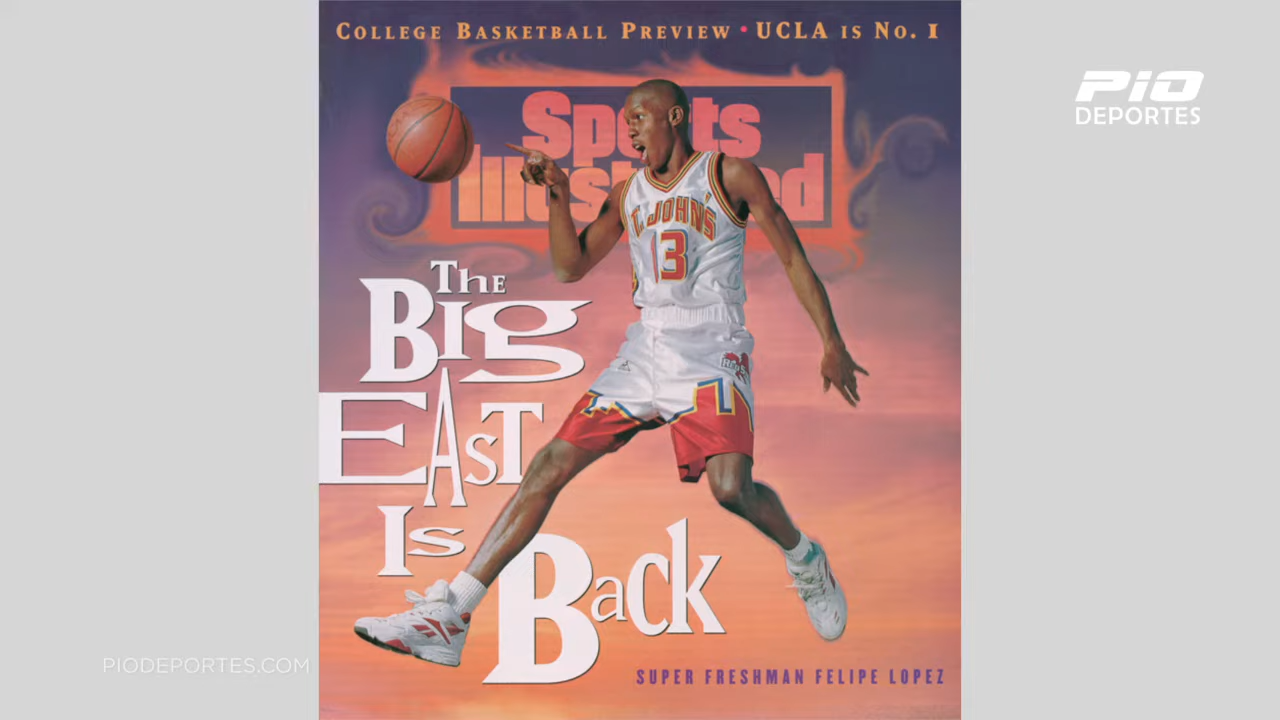 COLLEGE BASKETBALL PREVIEW • UCLA IS NO. 1
PiO
DEPORTES
Sports
Illustrated
T. JOHN'S
13
THE
BIG
EAST
IS
BACK
SUPER FRESHMAN FELIPE LOPEZ
PIODEPORTES.COM